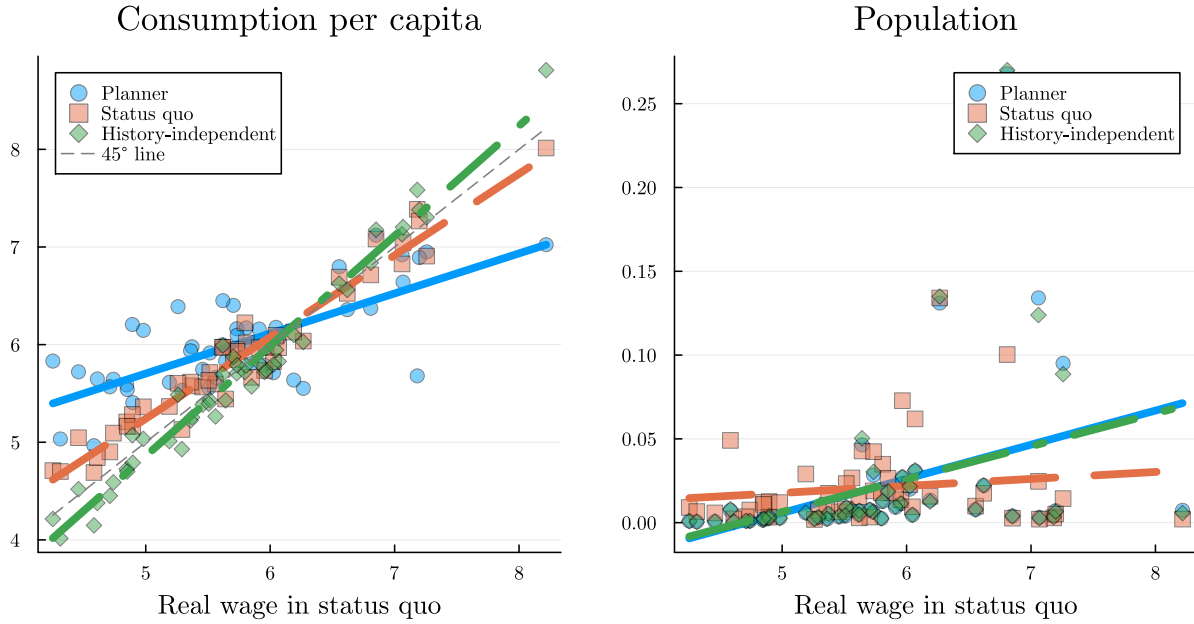 Consumption per capita
Planner
Status quo
History-independent
45° line
8
7
6
5
4
5
6
7
8
Real wage in status quo
Population
Planner
Status quo
History-independent
0.25
0.20
0.15
0.10
0.05
0.00
5
6
7
8
Real wage in status quo